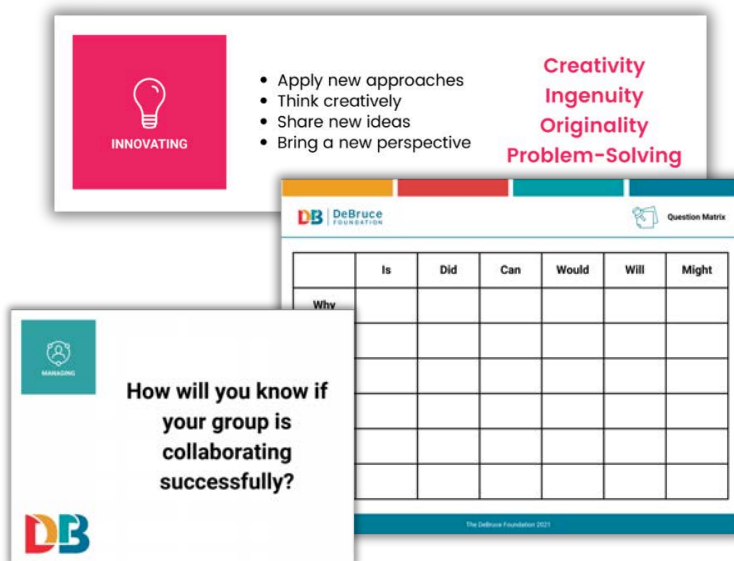 INNOVATING
• Apply new approaches
• Think creatively
• Share new ideas
• Bring a new perspective
Creativity
Ingenuity
Originality
Problem-Solving
DB DeBruce
FOUNDATION
Question Matrix
Is Did Can Would Will Might
Why
MANAGING
How will you know if
your group is
collaborating
successfully?
DB
The DeBruce Foundation 2021